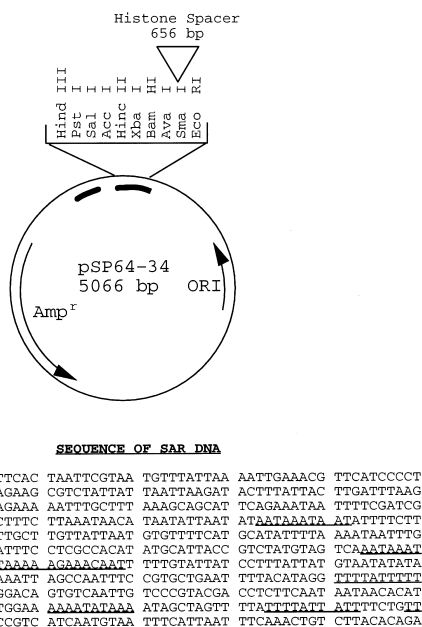 Histone Spacer
656 bp
Hind III
Pst I
Sal I
Acc I
Hinc II
Xba I
Bam HI
Ava I
Sma I
Eco RI
pSP64-34
5066 bp
ORI
Ampr
SEQUENCE OF SAR DNA
TTCAC TAATTCGTAA TGTTTATTAA AATTGAAACG TTCATCCCCT
AGAAG CGTCTATTAT TAATTAAGAT ACTTTATTAC TTGATTTAAG
AGAAA AATTTGCTTT AAAGCAGCAT TCAGAAATAA TTTTCGATCG
CTTTC TTAAATAACA TAATATTAAT ATAATAAATA ATATTTTCTT
TTGCT TGTTATTAAT GTGTTTTCAT GCATATTTTA AAATAATTTG
ATTTC CTCGCCACAT ATGCATTACC GTCTATGTAG TCAAATAAAT
TAAAA AGAAACAATT TTTGTATTAT CCTTTATTAT GTAATATATA
AAATT AGCCAATTTC CGTGCTGAAT TTTACATAGG TTTTATTTTT
GGACA GTGTCAATTG TCCCGTACGA CCTCTTCAAT AATAACACAT
TGGAA AAAATATAAA ATAGCTAGTT TTATTTTATT ATTTTCTGTT
CCGTC ATCAATGTAA TTTCATTAAT TTCAAACTGT CTTACACAGA